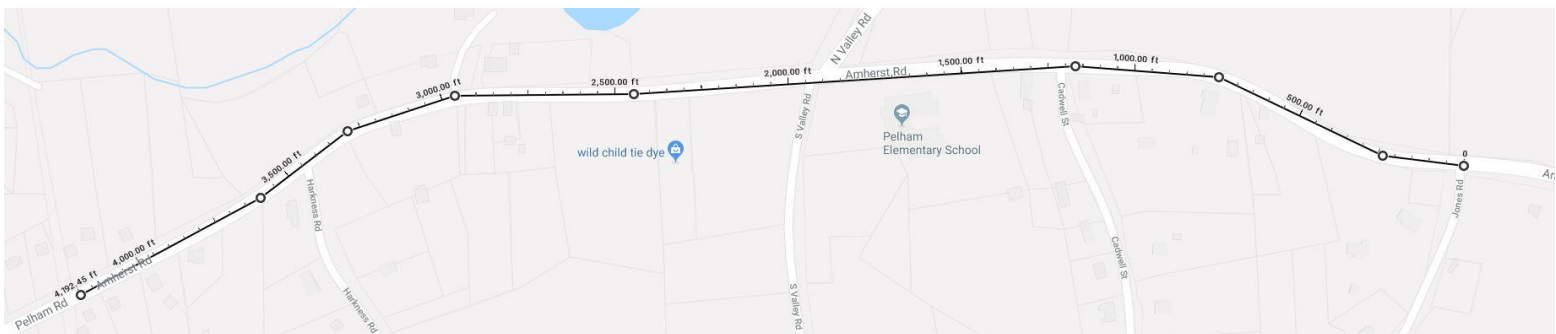 N Valley Rd
1,000.00 ft
1,500.00 ft
2,000.00 ft
Amherst Rd
2,500.00 ft
3,000.00 ft
500.00 ft
Cadwell St
S Valley Rd
Pelham
Elementary School
wild child tie dye
0
3,500.00 ft
An
Jones Rd
Harkness Rd
4,000.00 ft
Amherst Rd
Cadwell St
4,192.45 ft
Pelham Rd
Harkness Rd
S Valley Rd